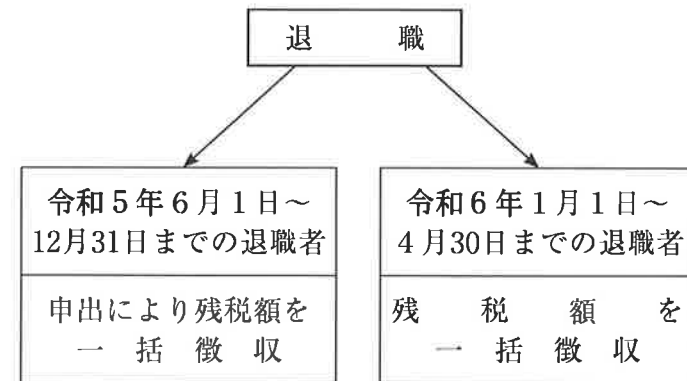 退職
令和5年6月1日~
12月31日までの退職者
申出により残税額を
一括徴収
令和6年1月1日~
4月30日までの退職者
残税額を
一括徴収